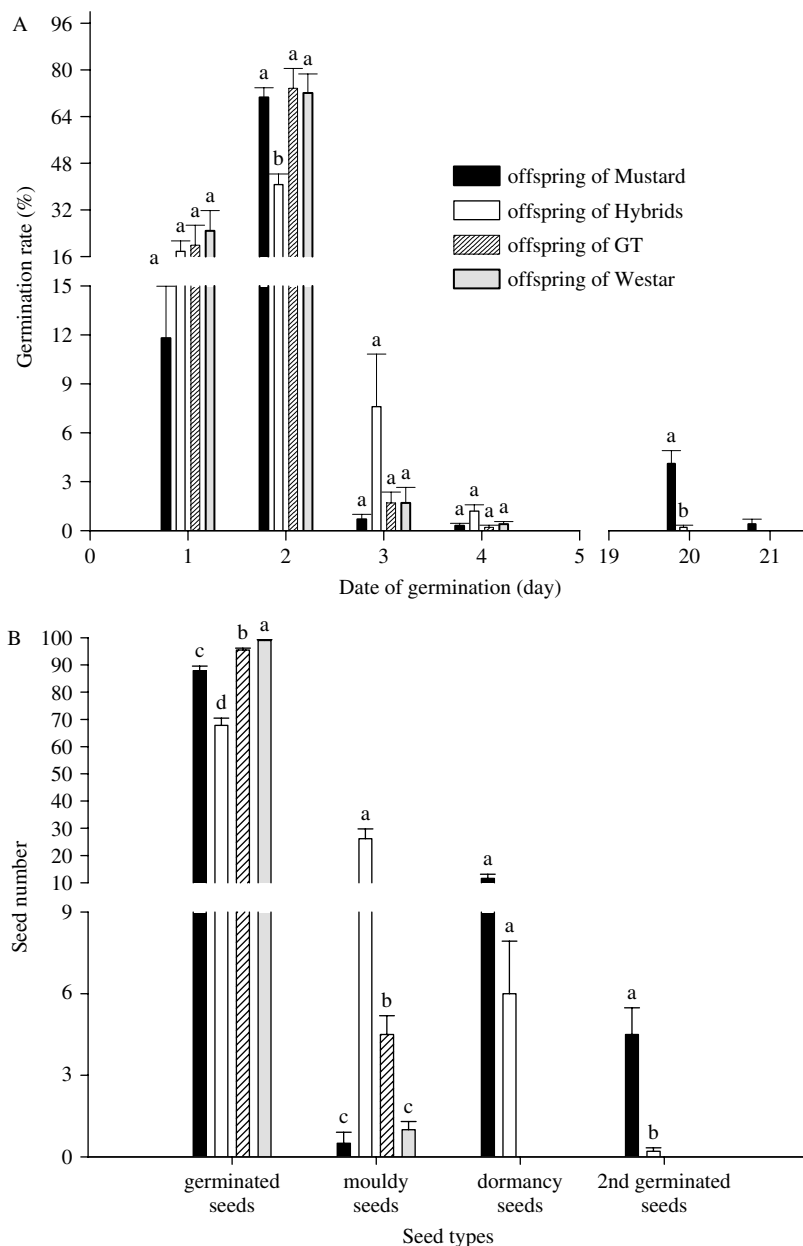 A
96
80
64
48
32
16
15
12
9
6
3
0
Germination rate (%)
a
a
a
a
a
b
a
a
a
a
a
a
a
a
a
a
a
b
offspring of Mustard
offspring of Hybrids
offspring of GT
offspring of Westar
0 1 2 3 4 5 19 20 21
Date of germination (day)
B
100
90
80
70
60
50
40
30
20
10
9
6
3
0
Seed number
c
d
b
a
c
a
b
c
a
a
a
b
germinated seeds
mouldy seeds
dormancy seeds
2nd germinated seeds
Seed types